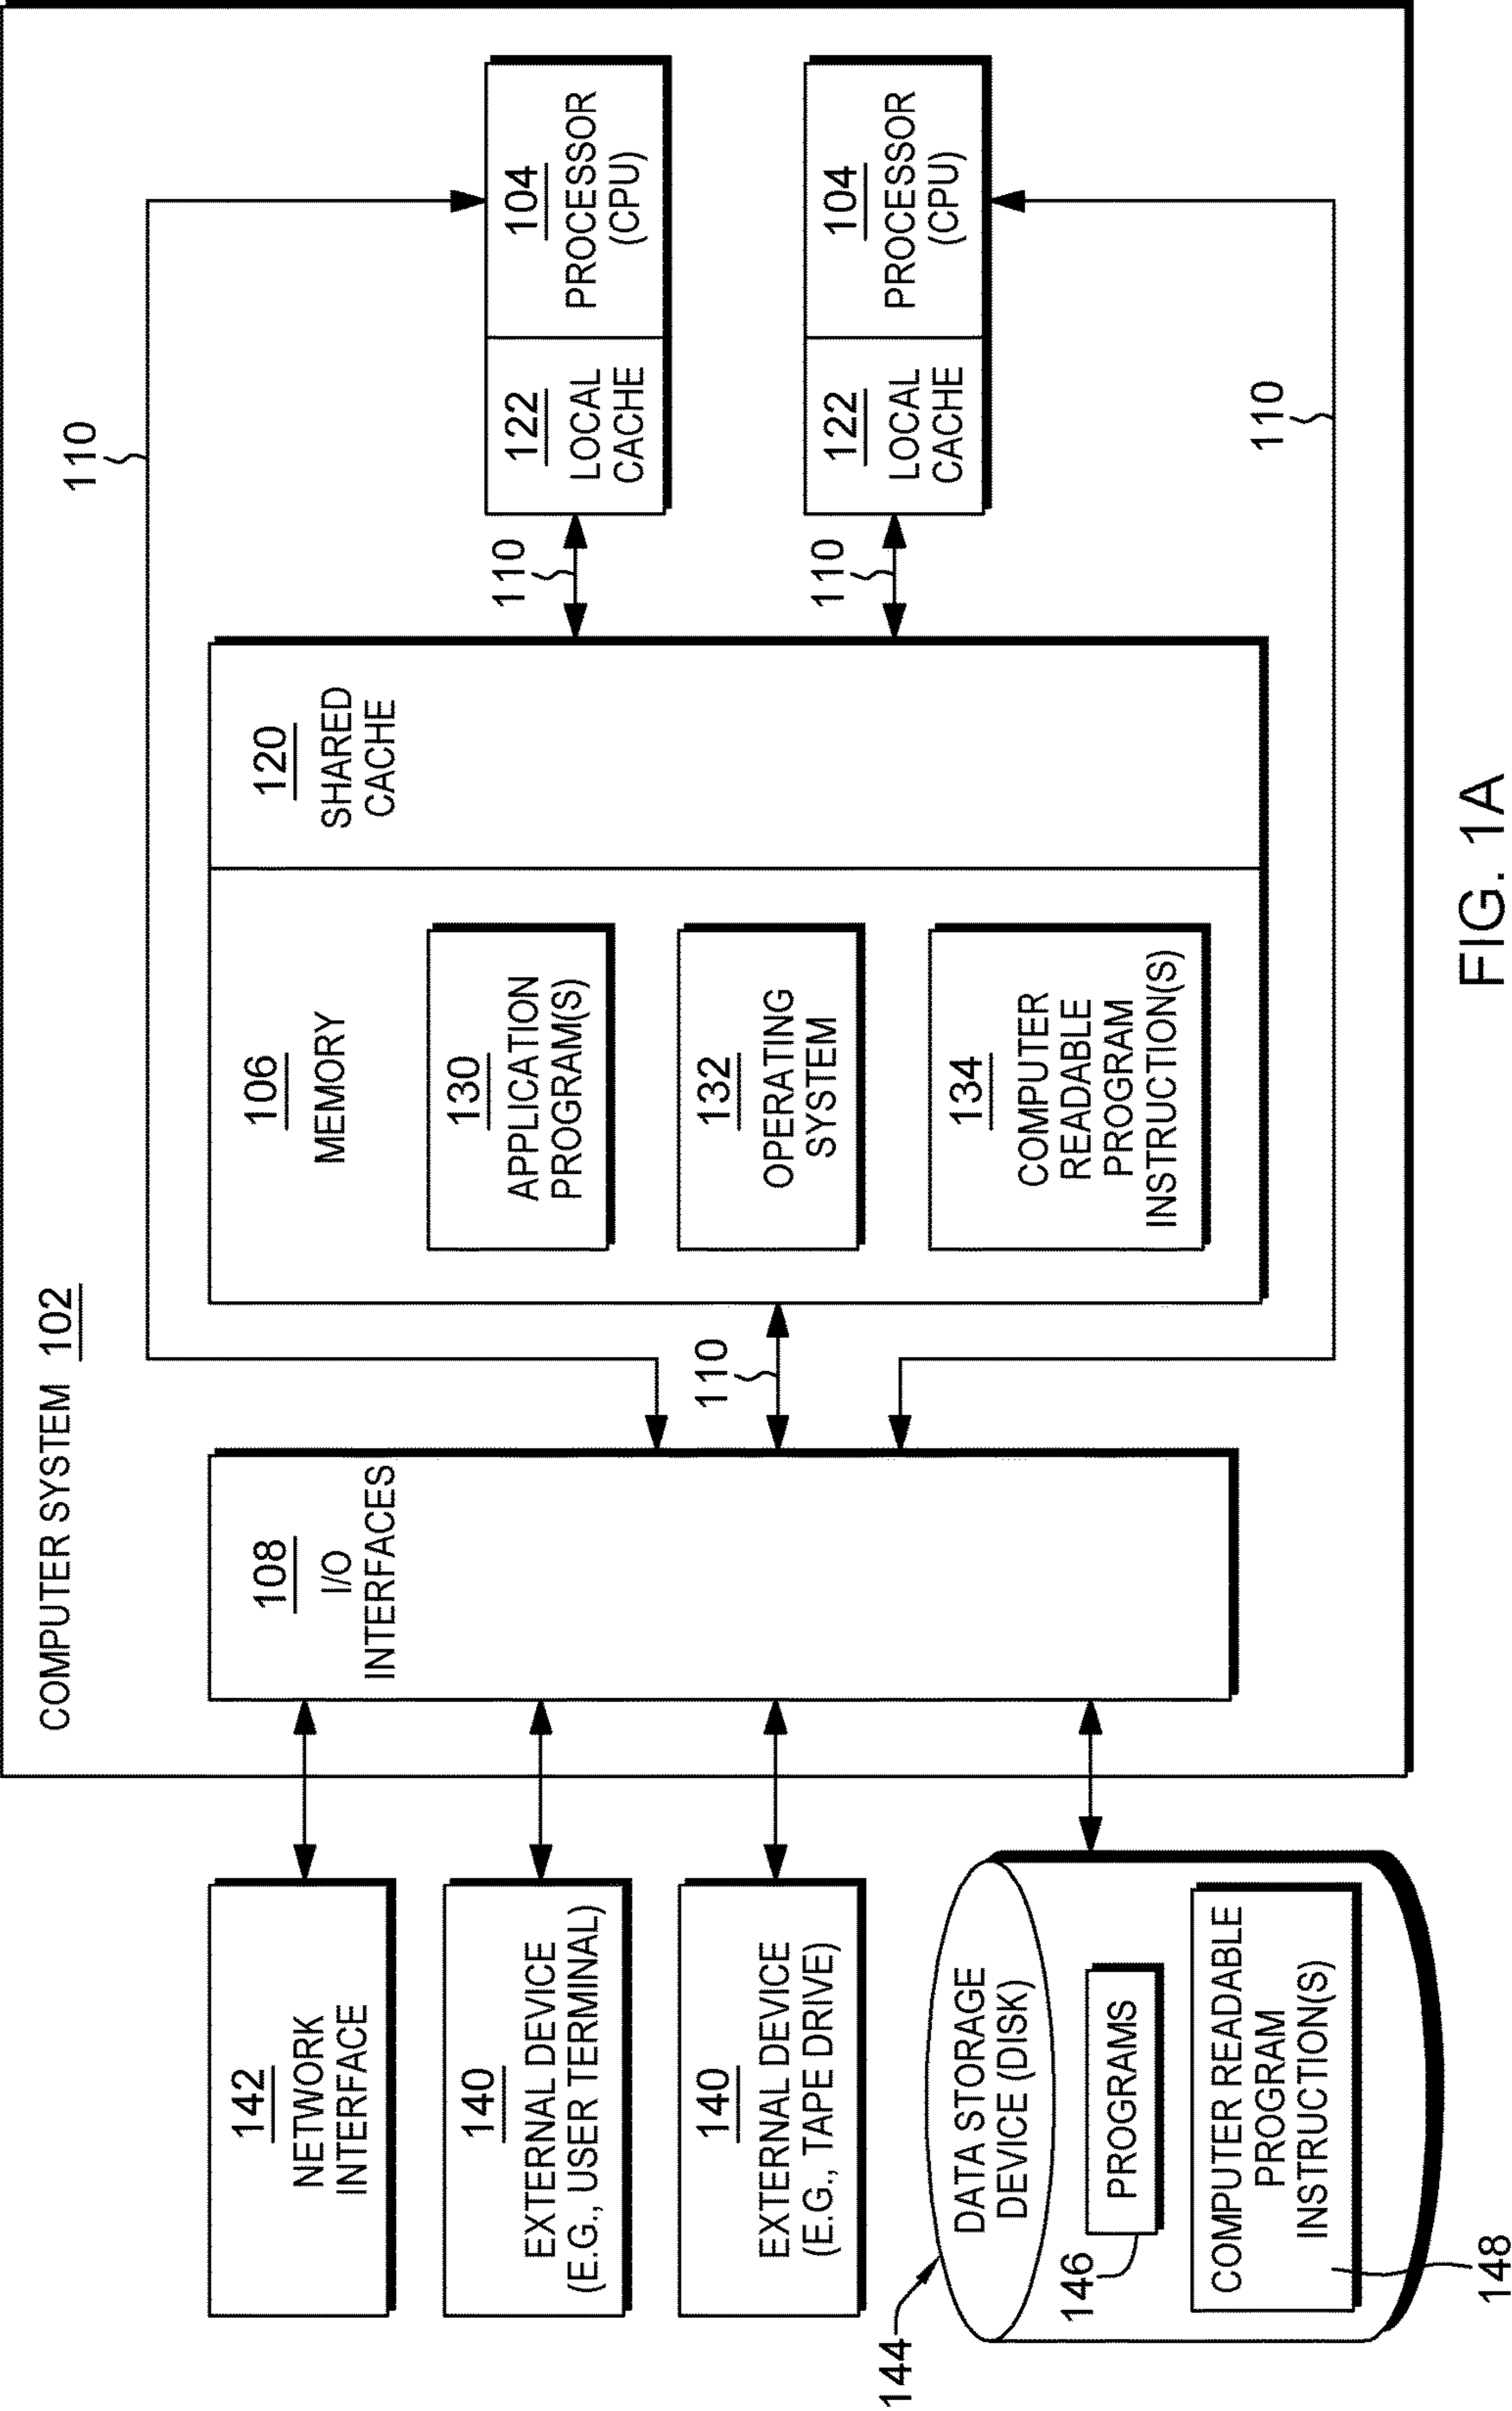 COMPUTER SYSTEM 102
142
NETWORK
INTERFACE
140
EXTERNAL DEVICE
(E.G., USER TERMINAL)
140
EXTERNAL DEVICE
(E.G., TAPE DRIVE)
144
DATA STORAGE
DEVICE (DISK)
146
PROGRAMS
COMPUTER READABLE
PROGRAM
INSTRUCTION(S)
148
108
I/O
INTERFACES
110
110
106
MEMORY
130
APPLICATION
PROGRAM(S)
132
OPERATING
SYSTEM
134
COMPUTER
READABLE
PROGRAM
INSTRUCTION(S)
120
SHARED
CACHE
110
110
110
122
LOCAL
CACHE
104
PROCESSOR
(CPU)
122
LOCAL
CACHE
104
PROCESSOR
(CPU)
FIG. 1A